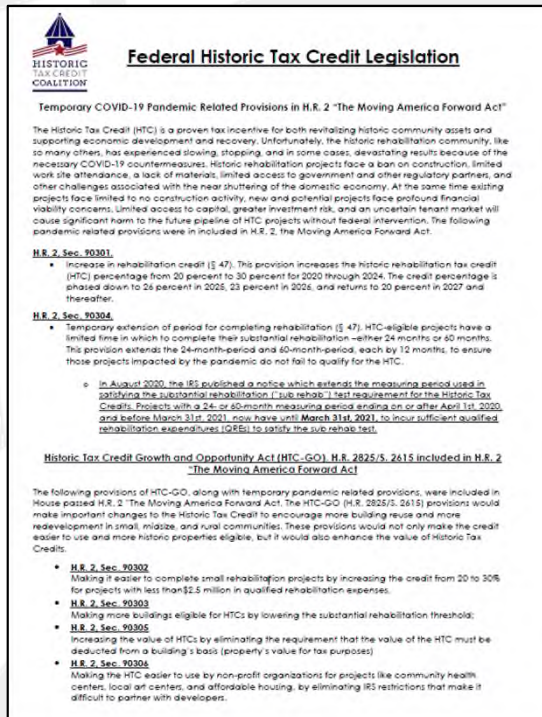 HISTORIC
TAX CREDIT
COALITION
Federal Historic Tax Credit Legislation
Temporary COVID-19 Pandemic Related Provisions in H.R. 2 "The Moving America Forward Act"
The Historic Tax Credit (HTC) is a proven tax incentive for both revitalizing historic community assets and
supporting economic development and recovery. Unfortunately, the historic rehabilitation community, like
so many others, has experienced slowing, stopping, and in some cases, devastating results because of the
necessary COVID-19 countermeasures. Historic rehabilitation projects face a ban on construction, limited
work site attendance, a lack of materials, limited access to government and other regulatory partners, and
other challenges associated with the near shuttering of the domestic economy. At the same time existing
projects face limited to no construction activity, new and potential projects face profound financial
viability concerns. Limited access to capital, greater investment risk, and an uncertain tenant market will
cause significant harm to the future pipeline of HTC projects without federal intervention. The following
pandemic related provisions were in included in H.R. 2, the Moving America Forward Act.
H.R. 2, Sec. 90301.
• Increase in rehabilitation credit (§ 47). This provision increases the historic rehabilitation tax credit
(HTC) percentage from 20 percent to 30 percent for 2020 through 2024. The credit percentage is
phased down to 26 percent in 2025, 23 percent in 2026, and returns to 20 percent in 2027 and
thereafter.
H.R. 2, Sec. 90304.
• Temporary extension of period for completing rehabilitation (§ 47). HTC-eligible projects have a
limited time in which to complete their substantial rehabilitation –either 24 months or 60 months.
This provision extends the 24-month-period and 60-month-period, each by 12 months, to ensure
those projects impacted by the pandemic do not fail to qualify for the HTC.
o In August 2020, the IRS published a notice which extends the measuring period used in
satisfying the substantial rehabilitation ("sub rehab") test requirement for the Historic Tax
Credits. Projects with a 24- or 60-month measuring period ending on or after April 1st, 2020,
and before March 31st, 2021, now have until March 31st, 2021, to incur sufficient qualified
rehabilitation expenditures (QREs) to satisfy the sub rehab test.
Historic Tax Credit Growth and Opportunity Act (HTC-GO), H.R. 2825/S. 2615 included in H.R. 2
"The Moving America Forward Act
The following provisions of HTC-GO, along with temporary pandemic related provisions, were included in
House passed H.R. 2 "The Moving America Forward Act. The HTC-GO (H.R. 2825/S. 2615) provisions would
make important changes to the Historic Tax Credit to encourage more building reuse and more
redevelopment in small, midsize, and rural communities. These provisions would not only make the credit
easier to use and more historic properties eligible, but it would also enhance the value of Historic Tax
Credits.
• H.R. 2, Sec. 90302
Making it easier to complete small rehabilitation projects by increasing the credit from 20 to 30%
for projects with less than$2.5 million in qualified rehabilitation expenses.
• H.R. 2, Sec. 90303
Making more buildings eligible for HTCs by lowering the substantial rehabilitation threshold;
• H.R. 2, Sec. 90305
Increasing the value of HTCs by eliminating the requirement that the value of the HTC must be
deducted from a building's basis (property's value for tax purposes)
• H.R. 2, Sec. 90306
Making the HTC easier to use by non-profit organizations for projects like community health
centers, local art centers, and affordable housing, by eliminating IRS restrictions that make it
difficult to partner with developers.